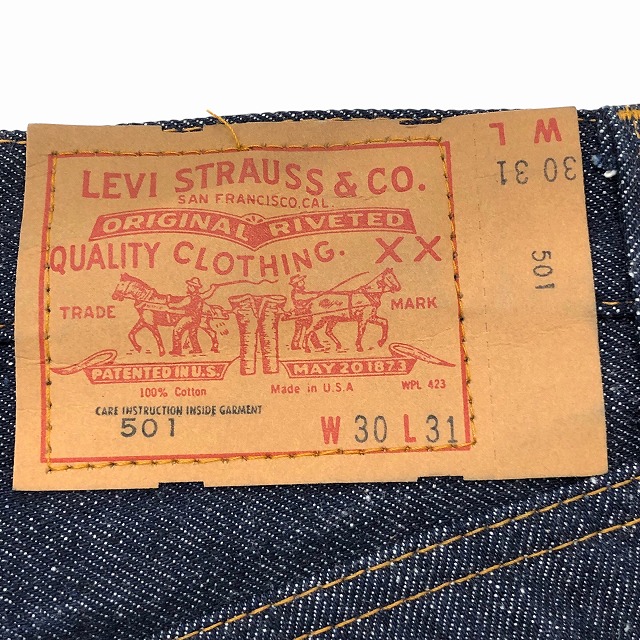 LEVI STRAUSS & CO.
SAN FRANCISCO, CAL.
ORIGINAL RIVETED
QUALITY CLOTHING. XX
TRADE MARK
PATENTED IN U.S. MAY 20 1873
100% Cotton Made in U.S.A WPL 423
CARE INSTRUCTION INSIDE GARMENT
501 W 30 L 31
W L
30 31
501